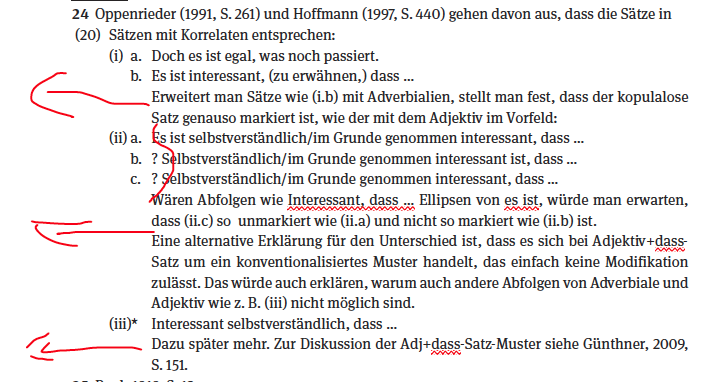 24 Oppenrieder (1991, S. 261) und Hoffmann (1997, S. 440) gehen davon aus, dass die Sätze in
(20) Sätzen mit Korrelaten entsprechen:
(i) a. Doch es ist egal, was noch passiert.
b. Es ist interessant, (zu erwähnen,) dass ...
Erweitert man Sätze wie (i.b) mit Adverbialien, stellt man fest, dass der kopulalose
Satz genauso markiert ist, wie der mit dem Adjektiv im Vorfeld:
(ii) a. Es ist selbstverständlich/im Grunde genommen interessant, dass ...
b. ? Selbstverständlich/im Grunde genommen interessant ist, dass ...
c. ? Selbstverständlich/im Grunde genommen interessant, dass ...
Wären Abfolgen wie Interessant, dass ... Ellipsen von es ist, würde man erwarten,
dass (ii.c) so unmarkiert wie (ii.a) und nicht so markiert wie (ii.b) ist.
Eine alternative Erklärung für den Unterschied ist, dass es sich bei Adjektiv+dass-
Satz um ein konventionalisiertes Muster handelt, das einfach keine Modifikation
zulässt. Das würde auch erklären, warum auch andere Abfolgen von Adverbiale und
Adjektiv wie z. B. (iii) nicht möglich sind.
(iii)* Interessant selbstverständlich, dass ...
Dazu später mehr. Zur Diskussion der Adj+dass-Satz-Muster siehe Günthner, 2009,
S. 151.